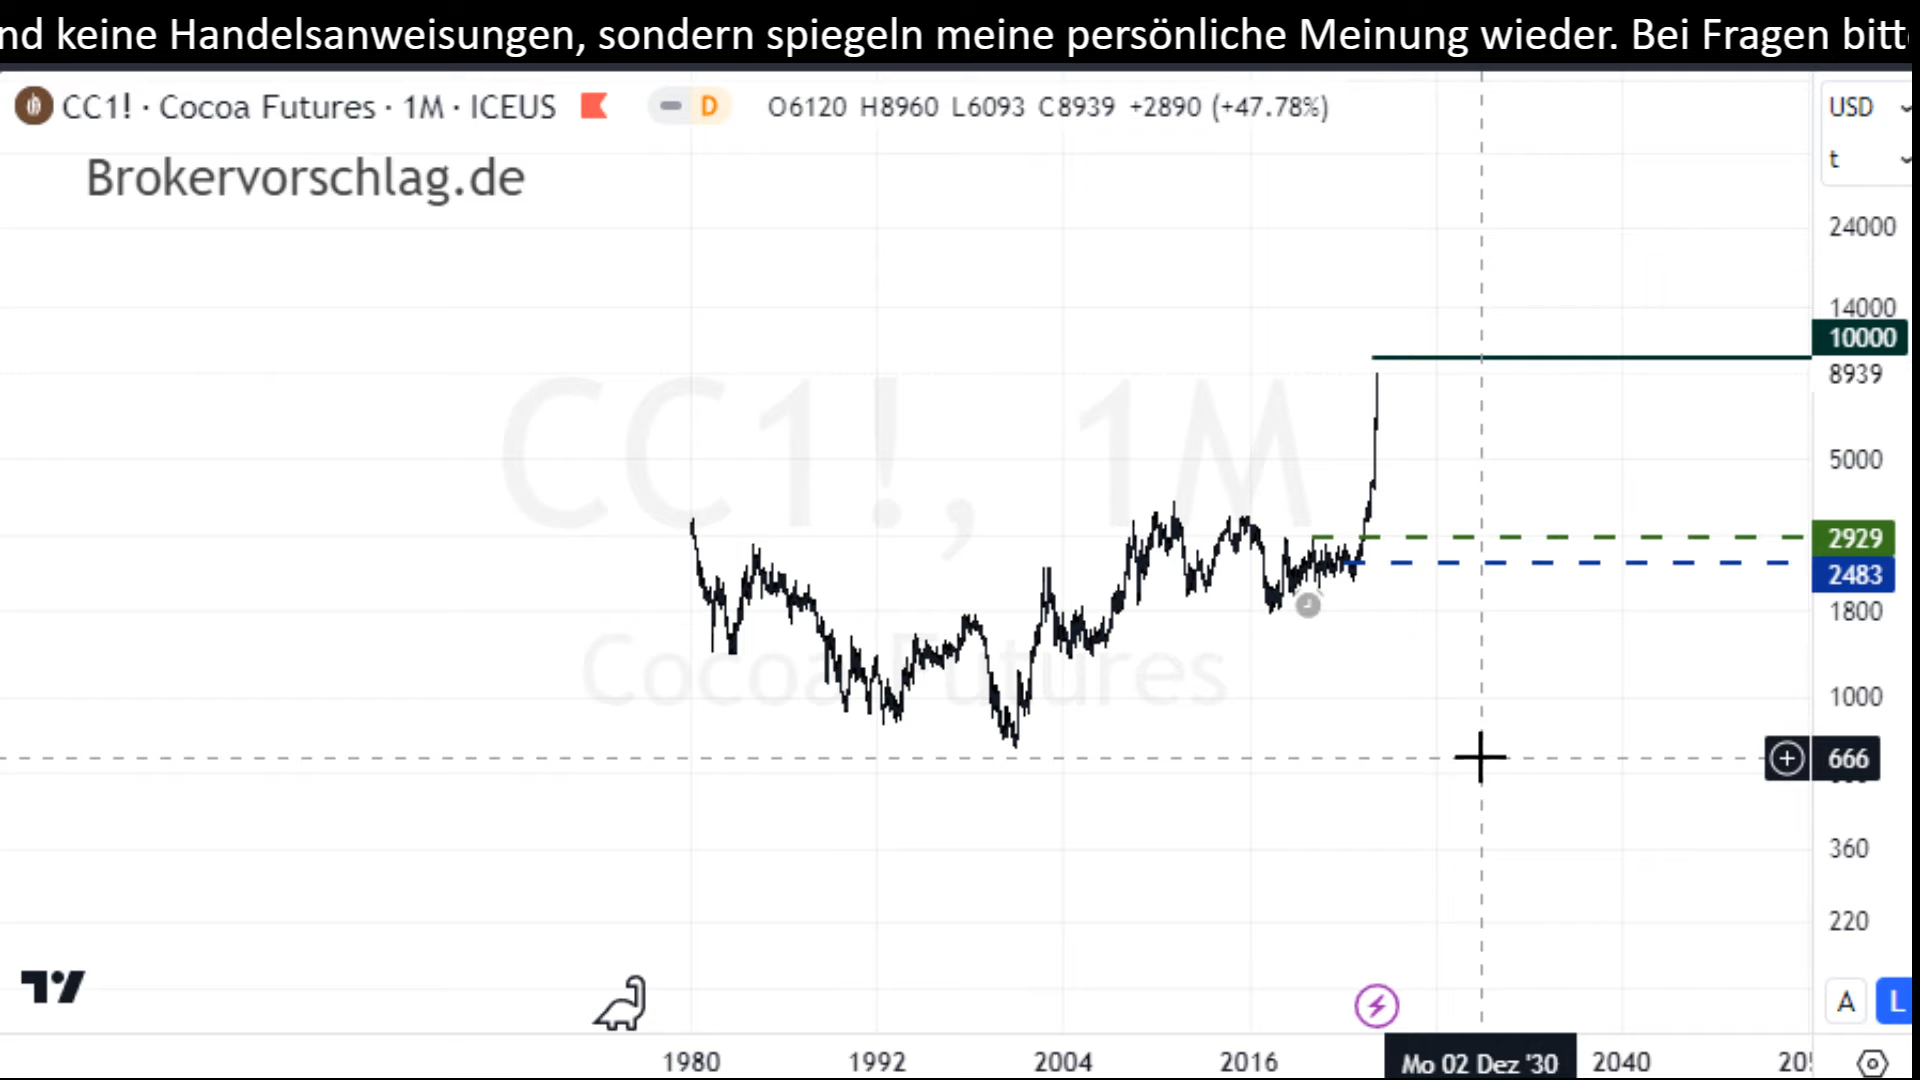 nd keine Handelsanweisungen, sondern spiegeln meine persönliche Meinung wieder. Bei Fragen bitt
CC1! · Cocoa Futures · 1M · ICEUS D O6120 H8960 L6093 C8939 +2890 (+47.78%)
USD
Brokervorschlag.de
t
24000
14000
10000
8939
CC1!, 1M
5000
2929
2483
1800
Cocoa Futures
1000
666
360
220
A L
1980 1992 2004 2016 Mo 02 Dez '30 2040 205